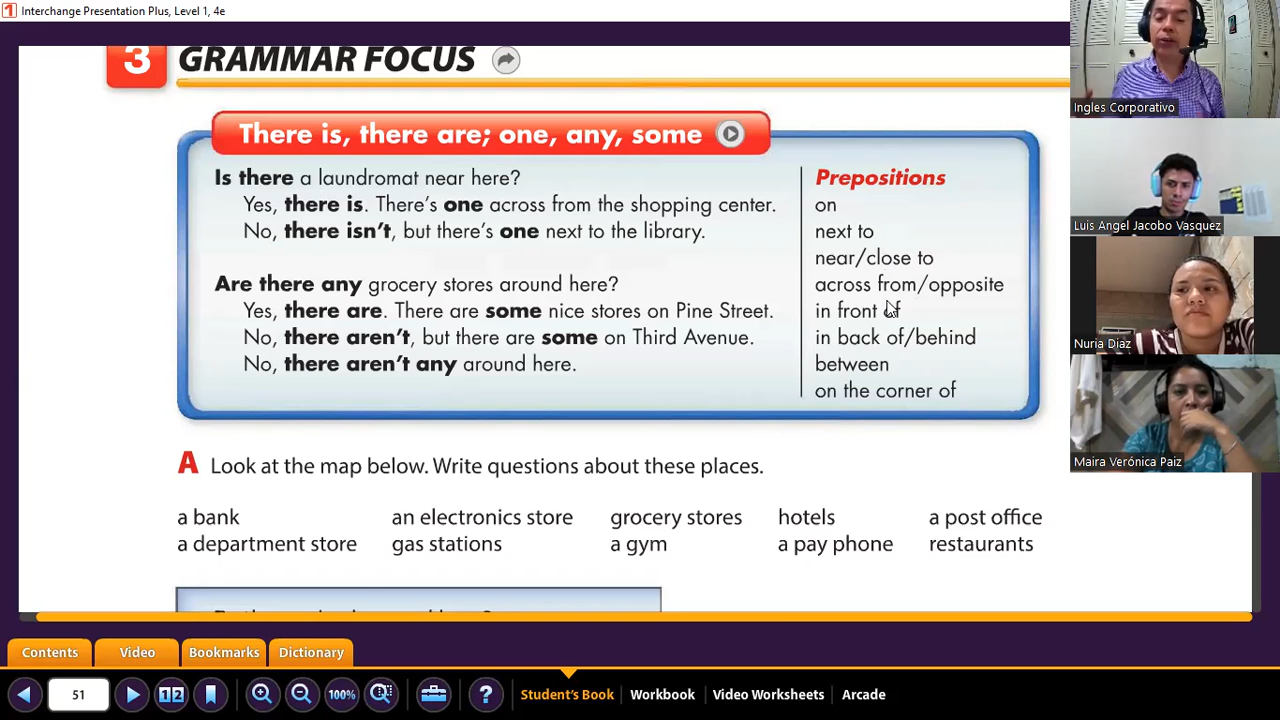 Interchange Presentation Plus, Level 1, 4e
3 GRAMMAR FOCUS
There is, there are; one, any, some
Is there a laundromat near here?
Yes, there is. There's one across from the shopping center.
No, there isn't, but there's one next to the library.
Are there any grocery stores around here?
Yes, there are. There are some nice stores on Pine Street.
No, there aren't, but there are some on Third Avenue.
No, there aren't any around here.
Prepositions
on
next to
near/close to
across from/opposite
in front of
in back of/behind
between
on the corner of
A Look at the map below. Write questions about these places.
a bank an electronics store grocery stores hotels a post office
a department store gas stations a gym a pay phone restaurants
Ingles Corporativo
Luis Angel Jacobo Vasquez
Nuria Diaz
Maira Verónica Paiz
Contents Video Bookmarks Dictionary
51 1 2 100% ? Student's Book Workbook Video Worksheets Arcade